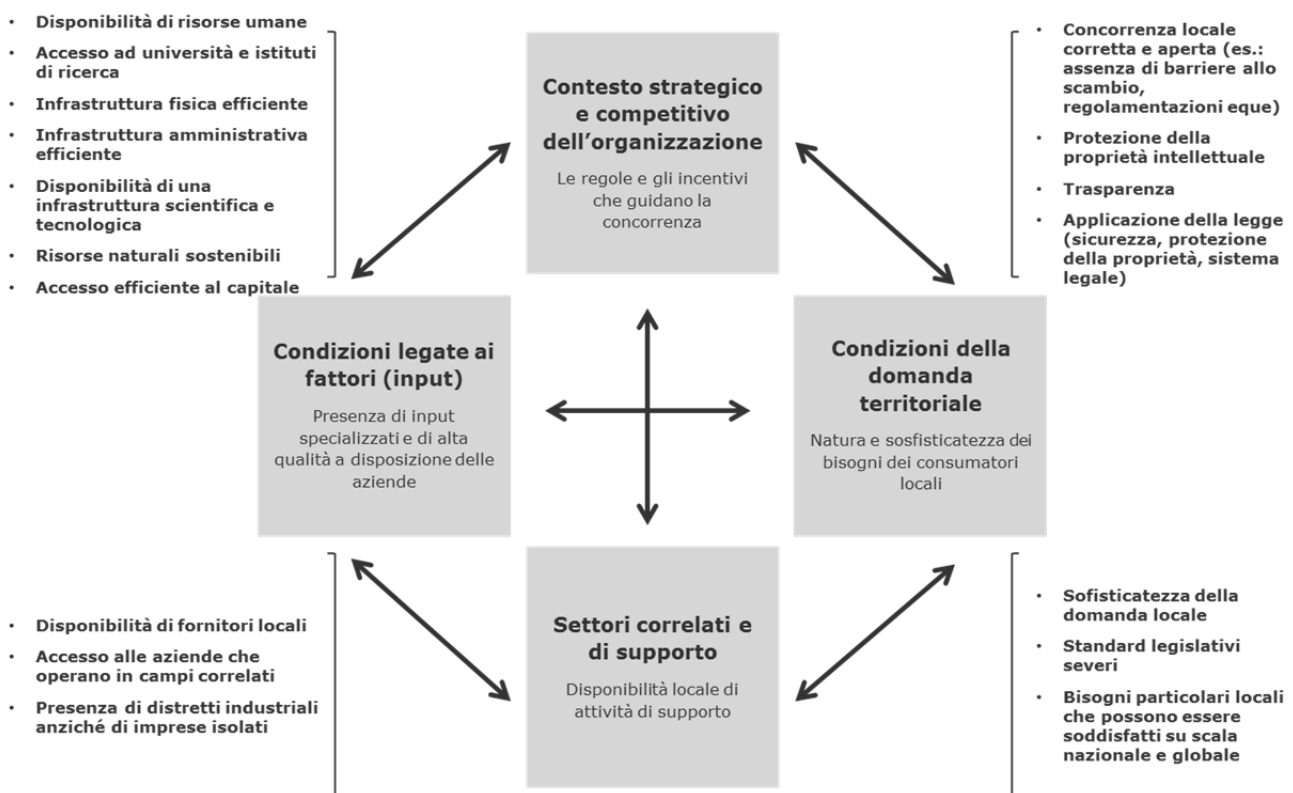 • Disponibilità di risorse umane
• Accesso ad università e istituti
di ricerca
• Infrastruttura fisica efficiente
• Infrastruttura amministrativa
efficiente
• Disponibilità di una
infrastruttura scientifica e
tecnologica
• Risorse naturali sostenibili
• Accesso efficiente al capitale
Contesto strategico
e competitivo
dell’organizzazione
Le regole e gli incentivi
che guidano la
concorrenza
• Concorrenza locale
corretta e aperta (es.:
assenza di barriere allo
scambio,
regolamentazioni eque)
• Protezione della
proprietà intellettuale
• Trasparenza
• Applicazione della legge
(sicurezza, protezione
della proprietà, sistema
legale)
Condizioni legate ai
fattori (input)
Presenza di input
specializzati e di alta
qualità a disposizione delle
aziende
Condizioni della
domanda
territoriale
Natura e sosfisticatezza dei
bisogni dei consumatori
locali
• Disponibilità di fornitori locali
• Accesso alle aziende che
operano in campi correlati
• Presenza di distretti industriali
anziché di imprese isolati
Settori correlati e
di supporto
Disponibilità locale di
attività di supporto
• Sofisticatezza della
domanda locale
• Standard legislativi
severi
• Bisogni particolari locali
che possono essere
soddisfatti su scala
nazionale e globale